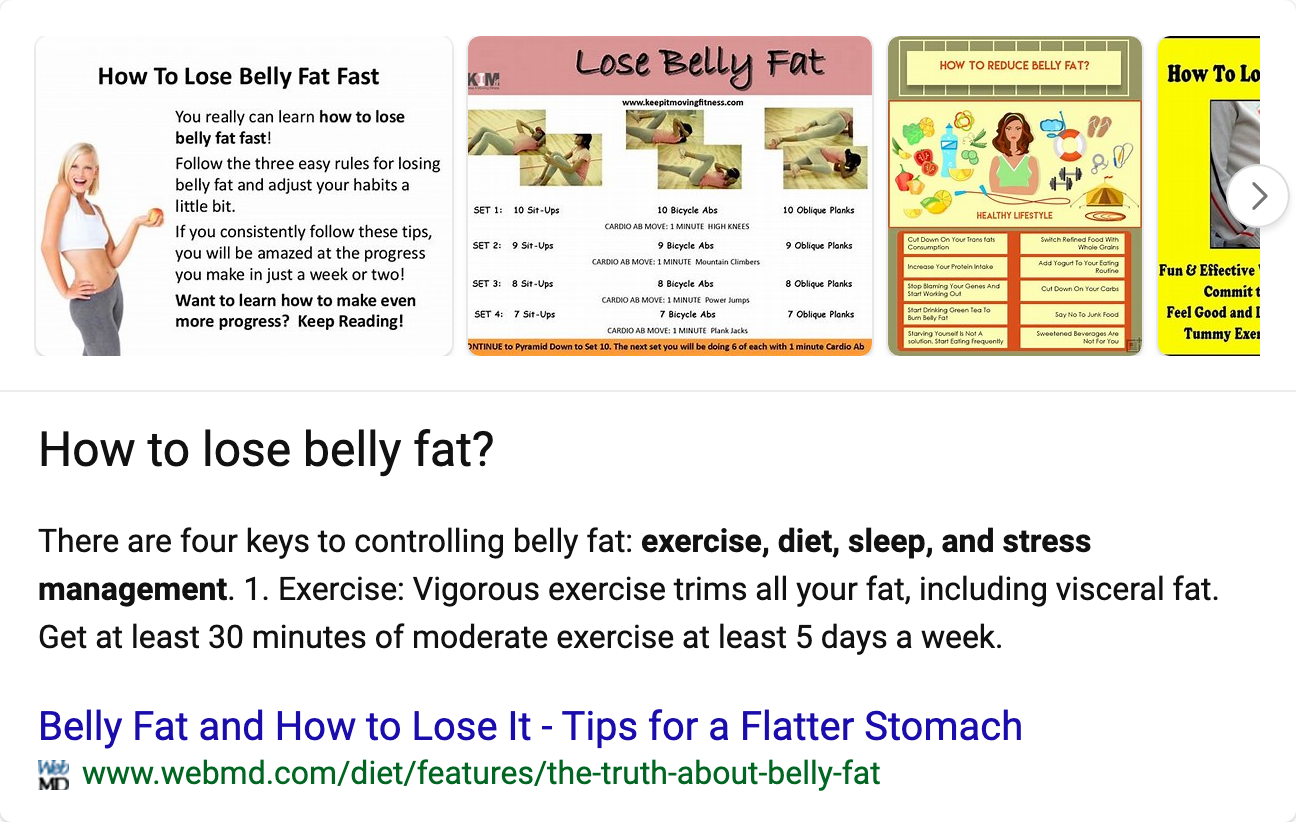 How To Lose Belly Fat Fast
You really can learn how to lose
belly fat fast!
Follow the three easy rules for losing
belly fat and adjust your habits a
little bit.
If you consistently follow these tips,
you will be amazed at the progress
you make in just a week or two!
Want to learn how to make even
more progress? Keep Reading!
Lose Belly Fat
KIM
www.keepitmovingfitness.com
SET 1: 10 Sit-Ups 10 Bicycle Abs 10 Oblique Planks
CARDIO AB MOVE: 1 MINUTE HIGH KNEES
SET 2: 9 Sit-Ups 9 Bicycle Abs 9 Oblique Planks
CARDIO AB MOVE: 1 MINUTE Mountain Climbers
SET 3: 8 Sit-Ups 8 Bicycle Abs 8 Oblique Planks
CARDIO AB MOVE: 1 MINUTE Power Jumps
SET 4: 7 Sit-Ups 7 Bicycle Abs 7 Oblique Planks
CARDIO AB MOVE: 1 MINUTE Plank Jacks
ONTINUE to Pyramid Down to Set 10. The next set you will be doing 6 of each with 1 minute Cardio Ab
HOW TO REDUCE BELLY FAT?
HEALTHY LIFESTYLE
Cut Down On Your Trans fats
Consumption
Switch Refined Food With
Whole Grains
Increase Your Protein Intake
Add Yogurt To Your Eating
Routine
Stop Blaming Your Genes And
Start Working Out
Cut Down On Your Carbs
Start Drinking Green Tea To
Burn Belly Fat
Say No To Junk Food
Starving Yourself Is Not A
solution, Start Eating Frequently
Sweetened Beverages Are
Not For You
How To Lo
Fun & Effective
Commit t
Feel Good and I
Tummy Exer
How to lose belly fat?
There are four keys to controlling belly fat: exercise, diet, sleep, and stress
management. 1. Exercise: Vigorous exercise trims all your fat, including visceral fat.
Get at least 30 minutes of moderate exercise at least 5 days a week.
Belly Fat and How to Lose It - Tips for a Flatter Stomach
Web
MD
www.webmd.com/diet/features/the-truth-about-belly-fat